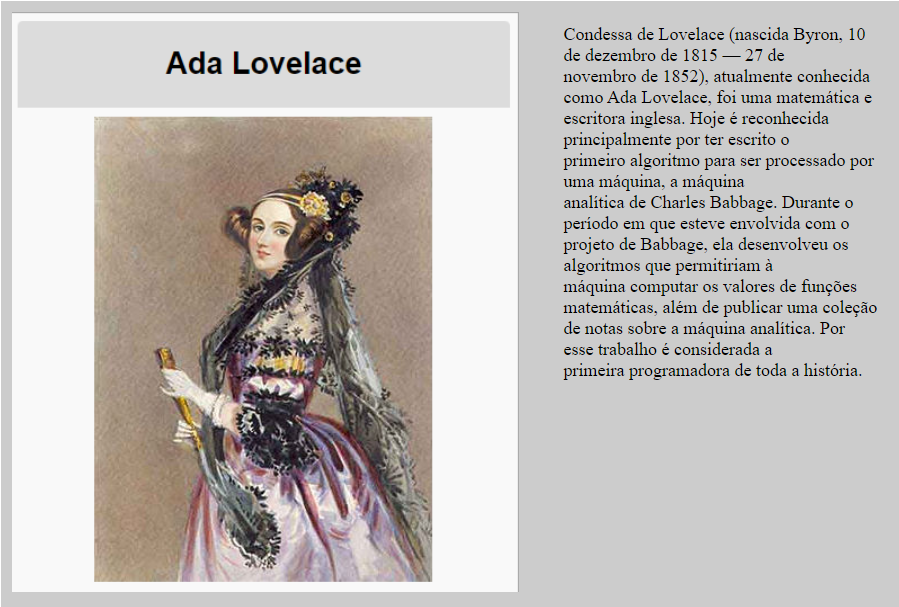 Ada Lovelace
Condessa de Lovelace (nascida Byron, 10
de dezembro de 1815 — 27 de
novembro de 1852), atualmente conhecida
como Ada Lovelace, foi uma matemática e
escritora inglesa. Hoje é reconhecida
principalmente por ter escrito o
primeiro algoritmo para ser processado por
uma máquina, a máquina
analítica de Charles Babbage. Durante o
período em que esteve envolvida com o
projeto de Babbage, ela desenvolveu os
algoritmos que permitiriam à
máquina computar os valores de funções
matemáticas, além de publicar uma coleção
de notas sobre a máquina analítica. Por
esse trabalho é considerada a
primeira programadora de toda a história.